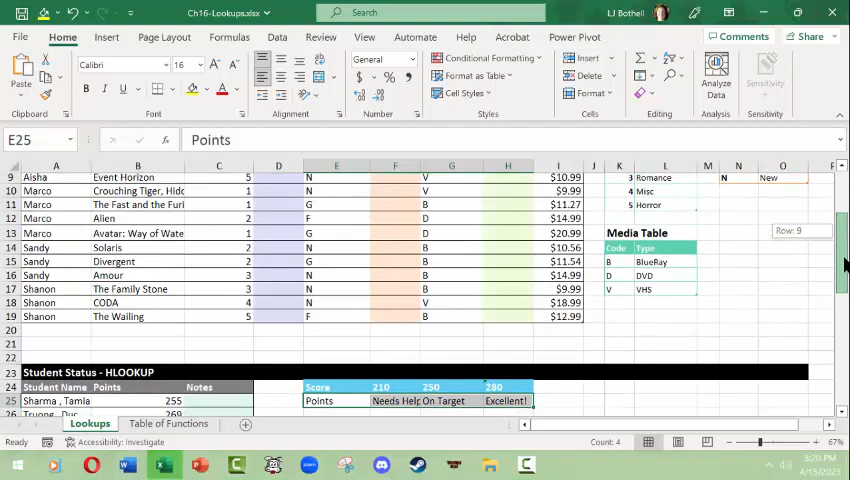 Ch16-Lookups.xlsx
Search
LJ Bothell
File Home Insert Page Layout Formulas Data Review View Automate Help Acrobat Power Pivot Comments Share
Paste
Clipboard
Calibri 16
B I U
Font
Alignment
General
$ % ,
Number
Conditional Formatting
Format as Table
Cell Styles
Styles
Insert
Delete
Format
Cells
Editing
Analyze Data
Analysis
Sensitivity
Sensitivity
E25 fx Points
A B C D E F G H I J K L M N O
9 Aisha Event Horizon 5 N V $10.99 3 Romance N New
10 Marco Crouching Tiger, Hidd 1 N V $9.99 4 Misc
11 Marco The Fast and the Furi 1 G B $11.27 5 Horror
12 Marco Alien 2 F D $14.99
13 Marco Avatar: Way of Wate 1 G D $20.99 Media Table
Row: 9
14 Sandy Solaris 2 N B $10.56 Code Type
15 Sandy Divergent 2 G B $11.54 B BlueRay
16 Sandy Amour 3 N B $14.99 D DVD
17 Shanon The Family Stone 3 N B $9.99 V VHS
18 Shanon CODA 4 N V $18.99
19 Shanon The Wailing 5 F B $12.99
20
21
22
23 Student Status - HLOOKUP
24 Student Name Points Notes Score 210 250 280
25 Sharma , Tamla 255 Points Needs Help On Target Excellent!
Truong, Duc 269
Lookups Table of Functions
Ready Accessibility: Investigate Count: 4 67%
3:20 PM
4/15/2023